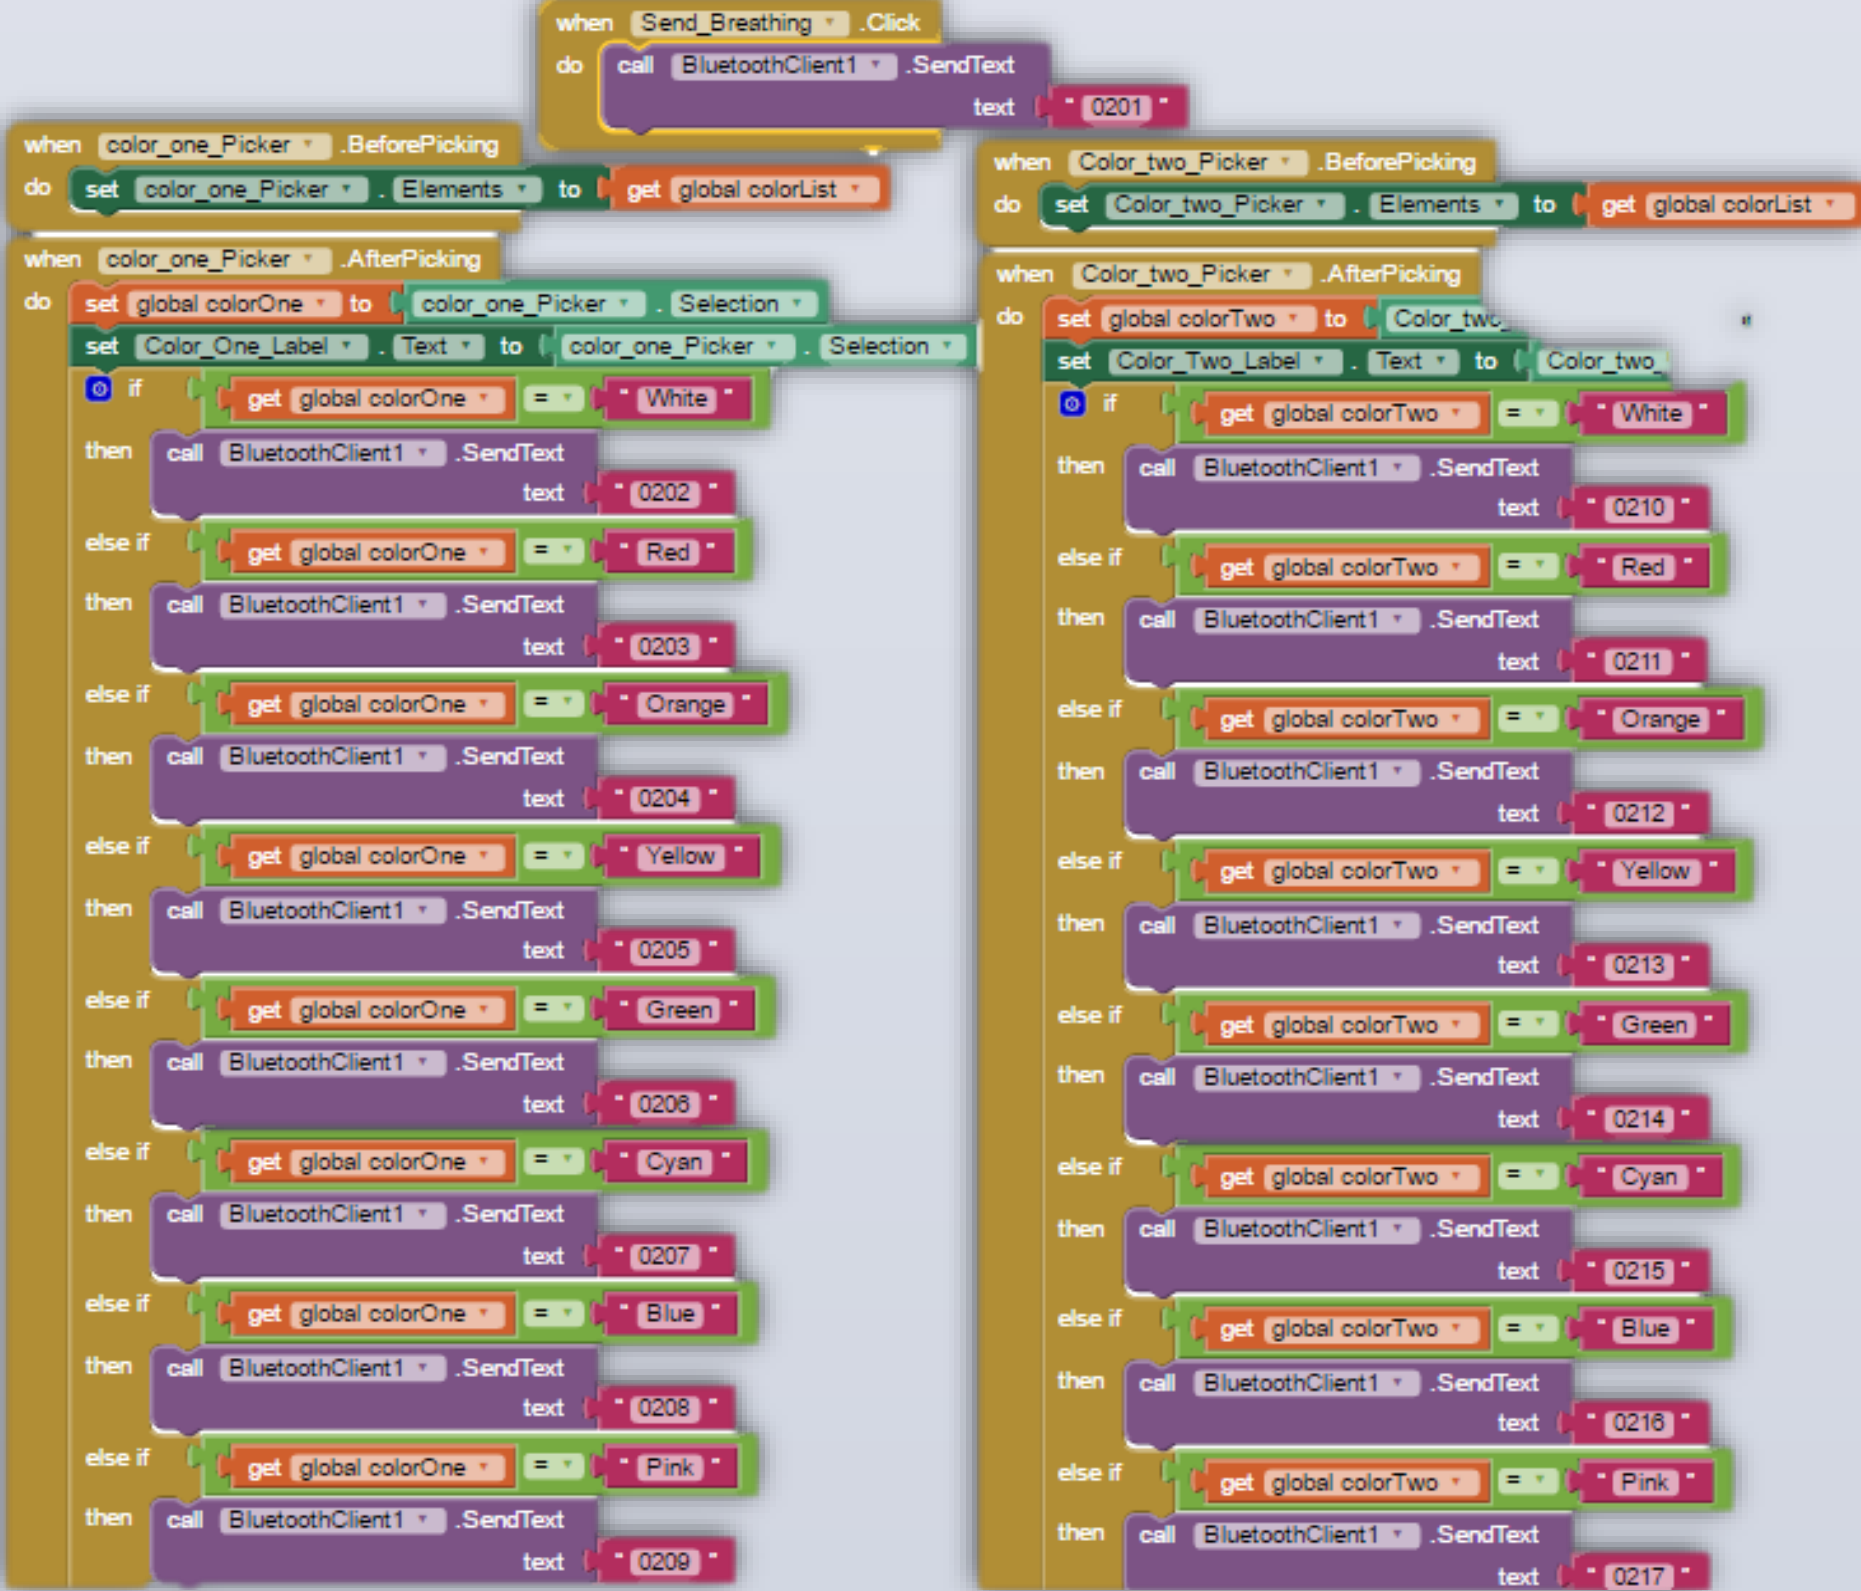 when Send_Breathing .Click
do call BluetoothClient1 .SendText
text " 0201 "
when color_one_Picker .BeforePicking
do set color_one_Picker . Elements to get global colorList
when color_one_Picker .AfterPicking
do set global colorOne to color_one_Picker . Selection
set Color_One_Label . Text to color_one_Picker . Selection
if get global colorOne = " White "
then call BluetoothClient1 .SendText
text " 0202 "
else if get global colorOne = " Red "
then call BluetoothClient1 .SendText
text " 0203 "
else if get global colorOne = " Orange "
then call BluetoothClient1 .SendText
text " 0204 "
else if get global colorOne = " Yellow "
then call BluetoothClient1 .SendText
text " 0205 "
else if get global colorOne = " Green "
then call BluetoothClient1 .SendText
text " 0206 "
else if get global colorOne = " Cyan "
then call BluetoothClient1 .SendText
text " 0207 "
else if get global colorOne = " Blue "
then call BluetoothClient1 .SendText
text " 0208 "
else if get global colorOne = " Pink "
then call BluetoothClient1 .SendText
text " 0209 "
when Color_two_Picker .BeforePicking
do set Color_two_Picker . Elements to get global colorList
when Color_two_Picker .AfterPicking
do set global colorTwo to Color_two_
set Color_Two_Label . Text to Color_two_
if get global colorTwo = " White "
then call BluetoothClient1 .SendText
text " 0210 "
else if get global colorTwo = " Red "
then call BluetoothClient1 .SendText
text " 0211 "
else if get global colorTwo = " Orange "
then call BluetoothClient1 .SendText
text " 0212 "
else if get global colorTwo = " Yellow "
then call BluetoothClient1 .SendText
text " 0213 "
else if get global colorTwo = " Green "
then call BluetoothClient1 .SendText
text " 0214 "
else if get global colorTwo = " Cyan "
then call BluetoothClient1 .SendText
text " 0215 "
else if get global colorTwo = " Blue "
then call BluetoothClient1 .SendText
text " 0216 "
else if get global colorTwo = " Pink "
then call BluetoothClient1 .SendText
text " 0217 "